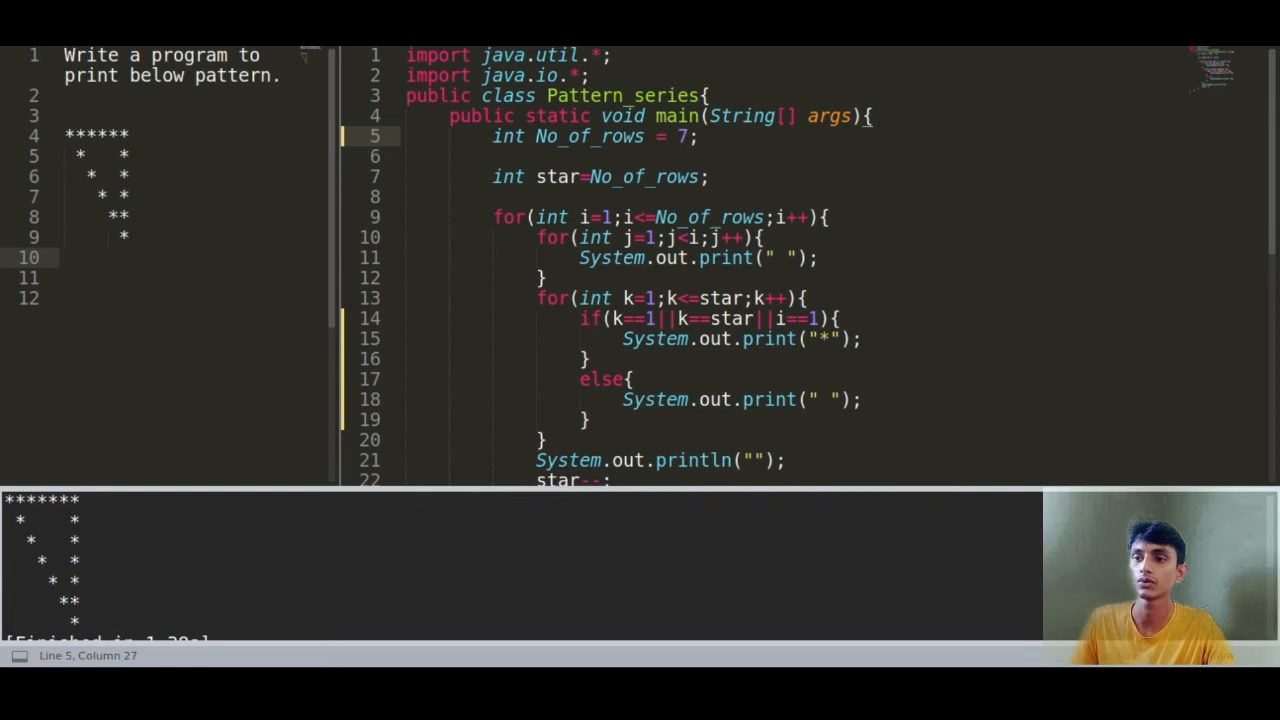 1 Write a program to
print below pattern.
2
3
4 ******
5  *   *
6   *  *
7    * *
8     **
9      *
10
11
12
1 import java.util.*;
2 import java.io.*;
3 public class Pattern_series{
4     public static void main(String[] args){
5         int No_of_rows = 7;
6
7         int star=No_of_rows;
8
9         for(int i=1;i<=No_of_rows;i++){
10             for(int j=1;j<i;j++){
11                 System.out.print(" ");
12             }
13             for(int k=1;k<=star;k++){
14                 if(k==1||k==star||i==1){
15                     System.out.print("*");
16                 }
17                 else{
18                     System.out.print(" ");
19                 }
20             }
21             System.out.println("");
22             star--;
*******
 *    *
  *   *
   *  *
    * *
     **
      *
[Finished in 1.38s]
Line 5, Column 27